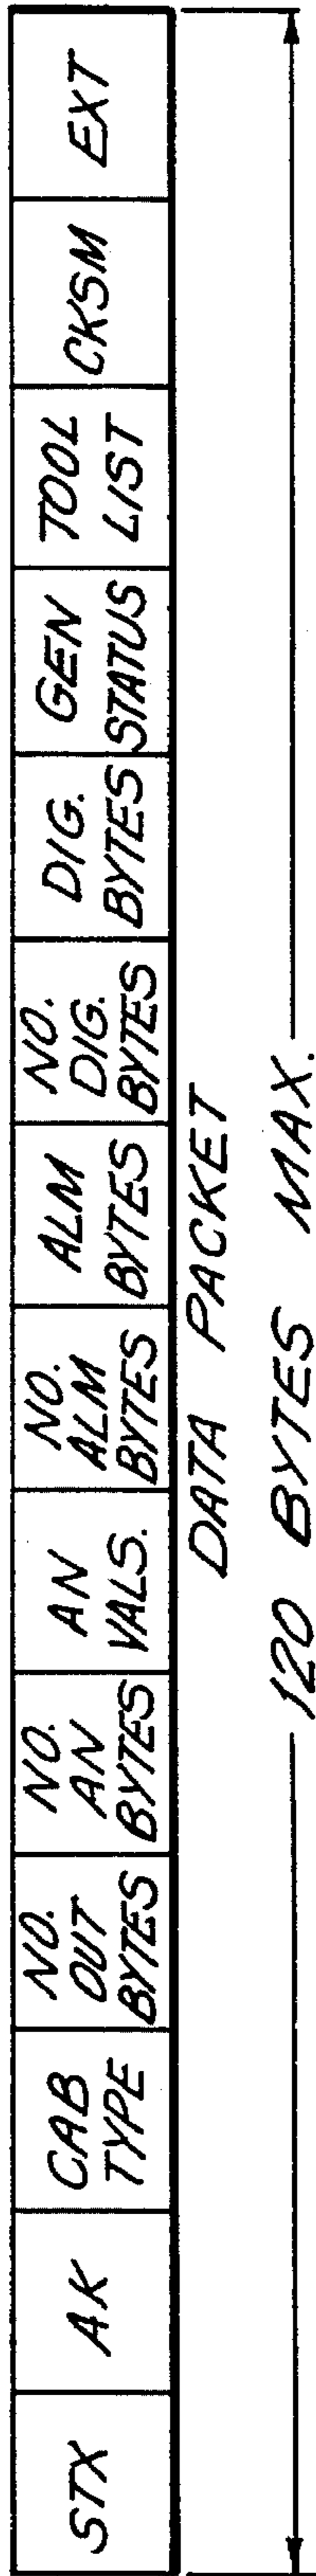 STX
AK
CAB
TYPE
NO.
OUT
BYTES
NO.
AN
BYTES
AN
VALS.
NO.
ALM
BYTES
ALM
BYTES
NO.
DIG.
BYTES
DIG.
BYTES
GEN
STATUS
TOOL
LIST
CKSM
EXT
DATA PACKET
120 BYTES MAX.